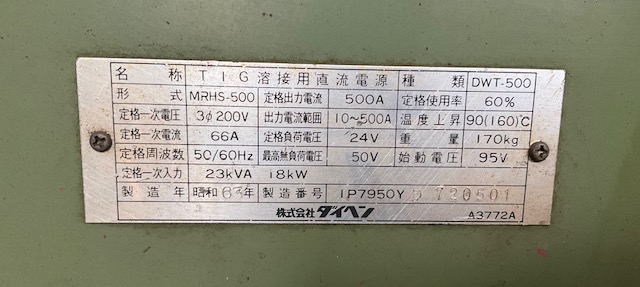 名称 TIG溶接用直流電源 種類 DWT-500
形式 MRHS-500 定格出力電流 500A 定格使用率 60%
定格一次電圧 3φ200V 出力電流範囲 10~500A 温度上昇 90(160)℃
定格一次電流 66A 定格負荷電圧 24V 重量 170kg
定格周波数 50/60Hz 最高無負荷電圧 50V 始動電圧 95V
定格一次入力 23kVA 18kW
製造年 昭和63年 製造番号 1P7950Y 720501
株式会社ダイヘン A3772A